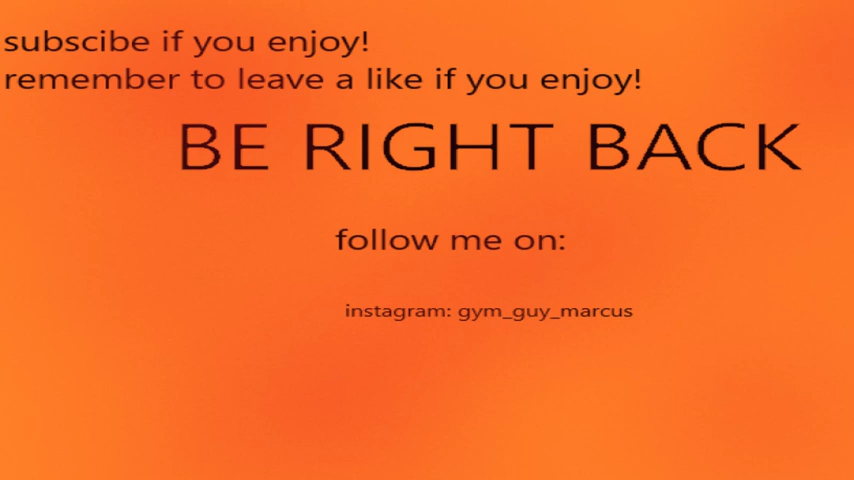 subscibe if you enjoy!
remember to leave a like if you enjoy!
BE RIGHT BACK
follow me on:
instagram: gym_guy_marcus